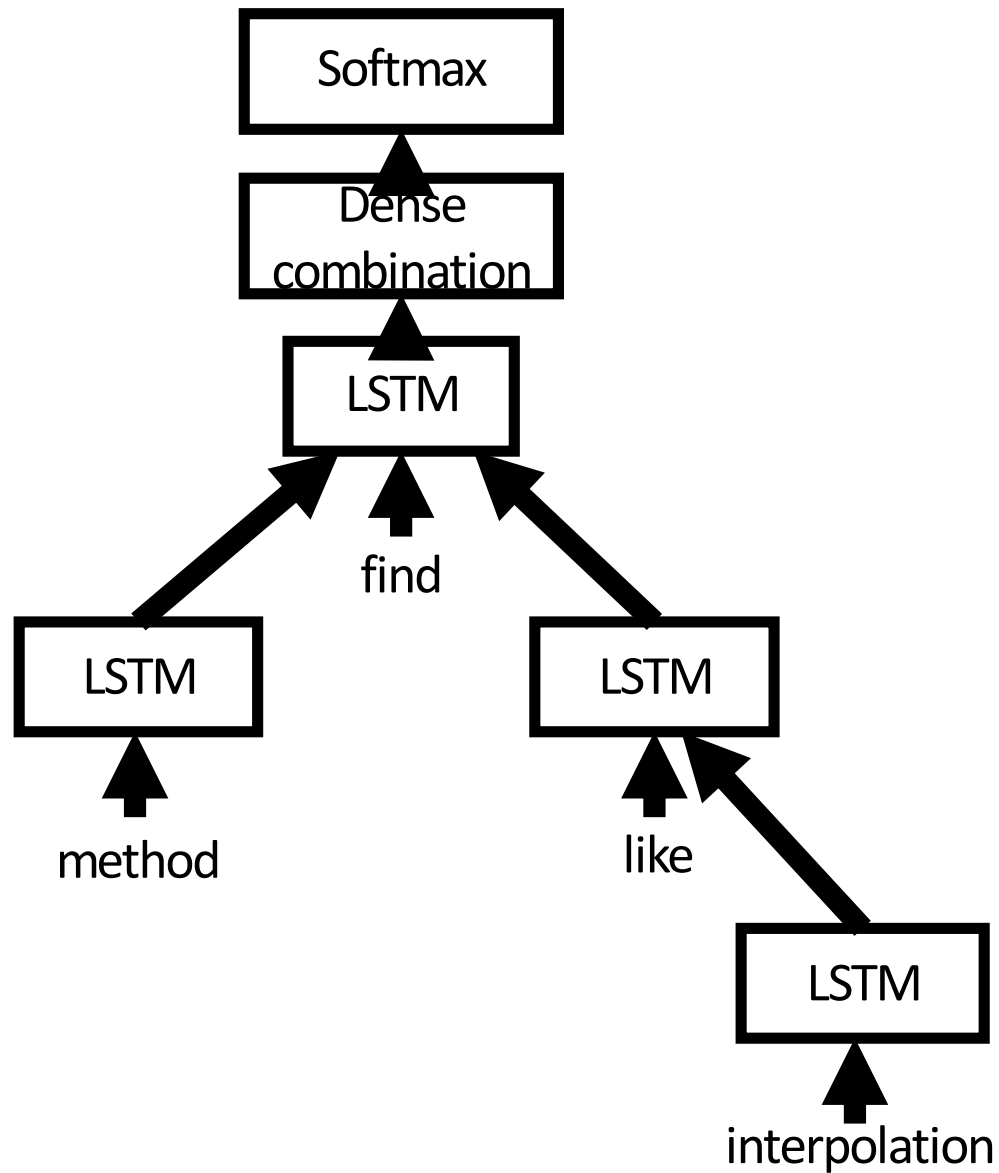 Softmax
Dense
combination
LSTM
find
LSTM
LSTM
method
like
LSTM
interpolation